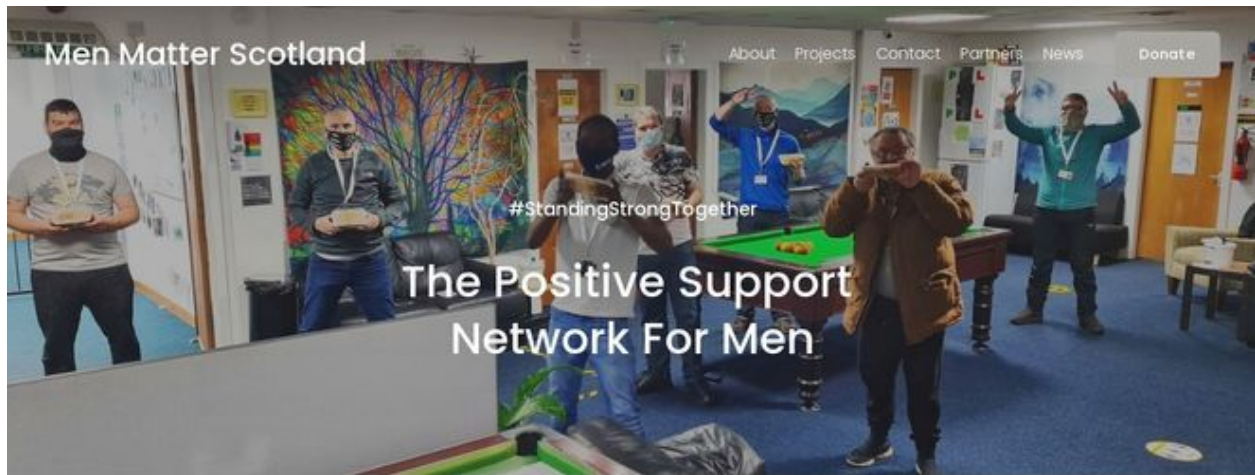 Men Matter Scotland
About Projects Contact Partners News Donate
#StandingStrongTogether
The Positive Support
Network For Men